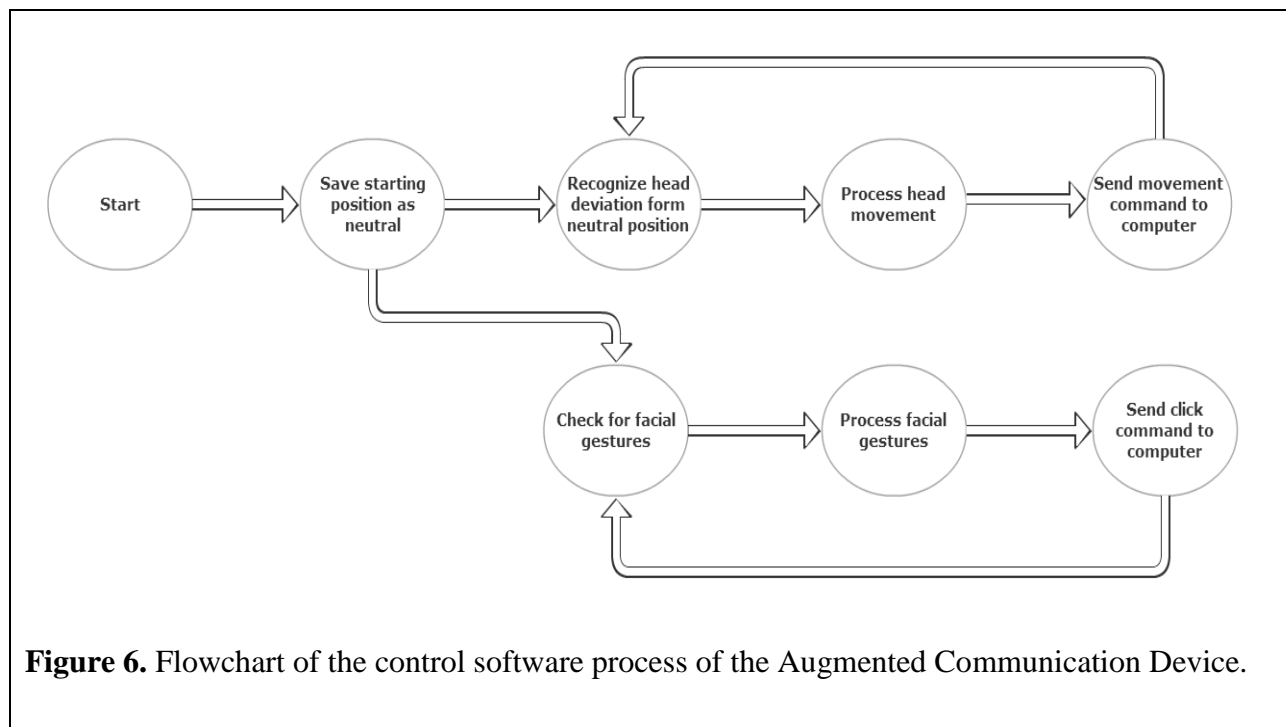 Start
Save starting
position as
neutral
Recognize head
deviation form
neutral position
Process head
movement
Send movement
command to
computer
Check for facial
gestures
Process facial
gestures
Send click
command to
computer
Figure 6. Flowchart of the control software process of the Augmented Communication Device.